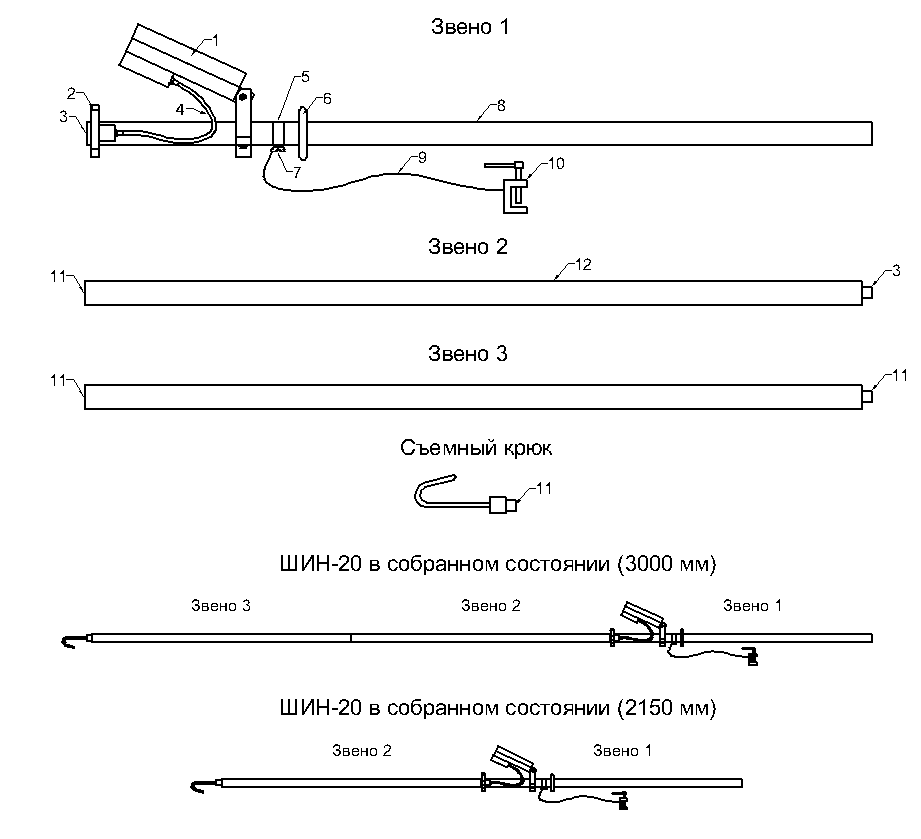 Звено 1
1
2
5
6
3
4
8
7
9
10
Звено 2
11
12
3
Звено 3
11
11
Съемный крюк
11
ШИН-20 в собранном состоянии (3000 мм)
Звено 3
Звено 2
Звено 1
ШИН-20 в собранном состоянии (2150 мм)
Звено 2
Звено 1